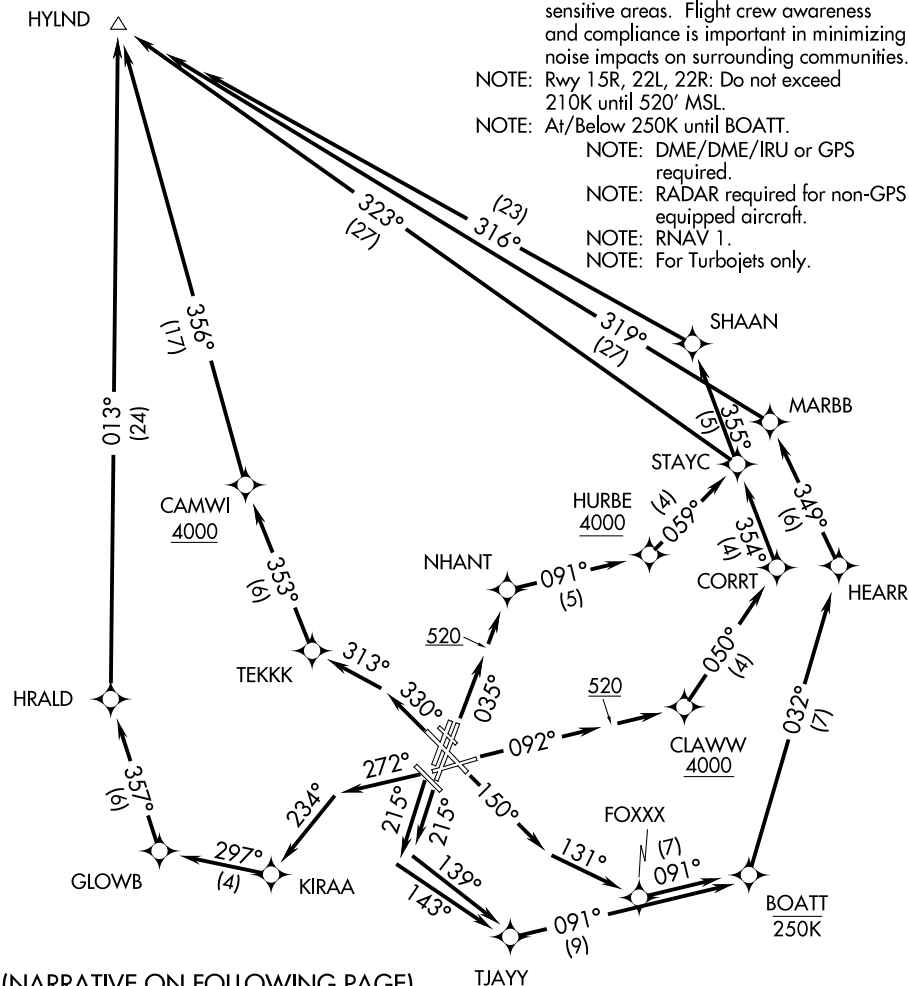 sensitive areas. Flight crew awareness
and compliance is important in minimizing
noise impacts on surrounding communities.
NOTE: Rwy 15R, 22L, 22R: Do not exceed
210K until 520' MSL.
NOTE: At/Below 250K until BOATT.
NOTE: DME/DME/IRU or GPS
required.
NOTE: RADAR required for non-GPS
equipped aircraft.
NOTE: RNAV 1.
NOTE: For Turbojets only.
HYLND
(23)
316°
323°
(27)
319°
(27)
SHAAN
356°
(17)
355°
(5)
MARBB
013°
(24)
STAYC
CAMWI
4000
HURBE
4000
(4)
059°
349°
(6)
354°
(4)
NHANT
091°
(5)
CORRT
HEARR
353°
(6)
520
313°
TEKKK
050°
(4)
330°
035°
520
HRALD
032°
(7)
092°
CLAWW
4000
272°
357°
(6)
234°
215°
215°
150°
FOXXX
(7)
131°
091°
297°
(4)
GLOWB
KIRAA
139°
143°
BOATT
250K
091°
(9)
TJAYY
(NARRATIVE ON FOLLOWING PAGE)